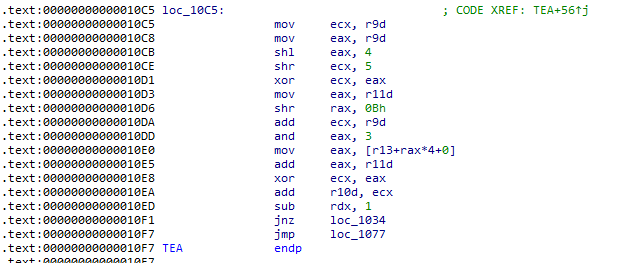 .text:00000000000010C5 loc_10C5: ; CODE XREF: TEA+56↑j
.text:00000000000010C5 mov ecx, r9d
.text:00000000000010C8 mov eax, r9d
.text:00000000000010CB shl eax, 4
.text:00000000000010CE shr ecx, 5
.text:00000000000010D1 xor ecx, eax
.text:00000000000010D3 mov eax, r11d
.text:00000000000010D6 shr rax, 0Bh
.text:00000000000010DA add ecx, r9d
.text:00000000000010DD and eax, 3
.text:00000000000010E0 mov eax, [r13+rax*4+0]
.text:00000000000010E5 add eax, r11d
.text:00000000000010E8 xor ecx, eax
.text:00000000000010EA add r10d, ecx
.text:00000000000010ED sub rdx, 1
.text:00000000000010F1 jnz loc_1034
.text:00000000000010F7 jmp loc_1077
.text:00000000000010F7 TEA endp
.text:00000000000010F7